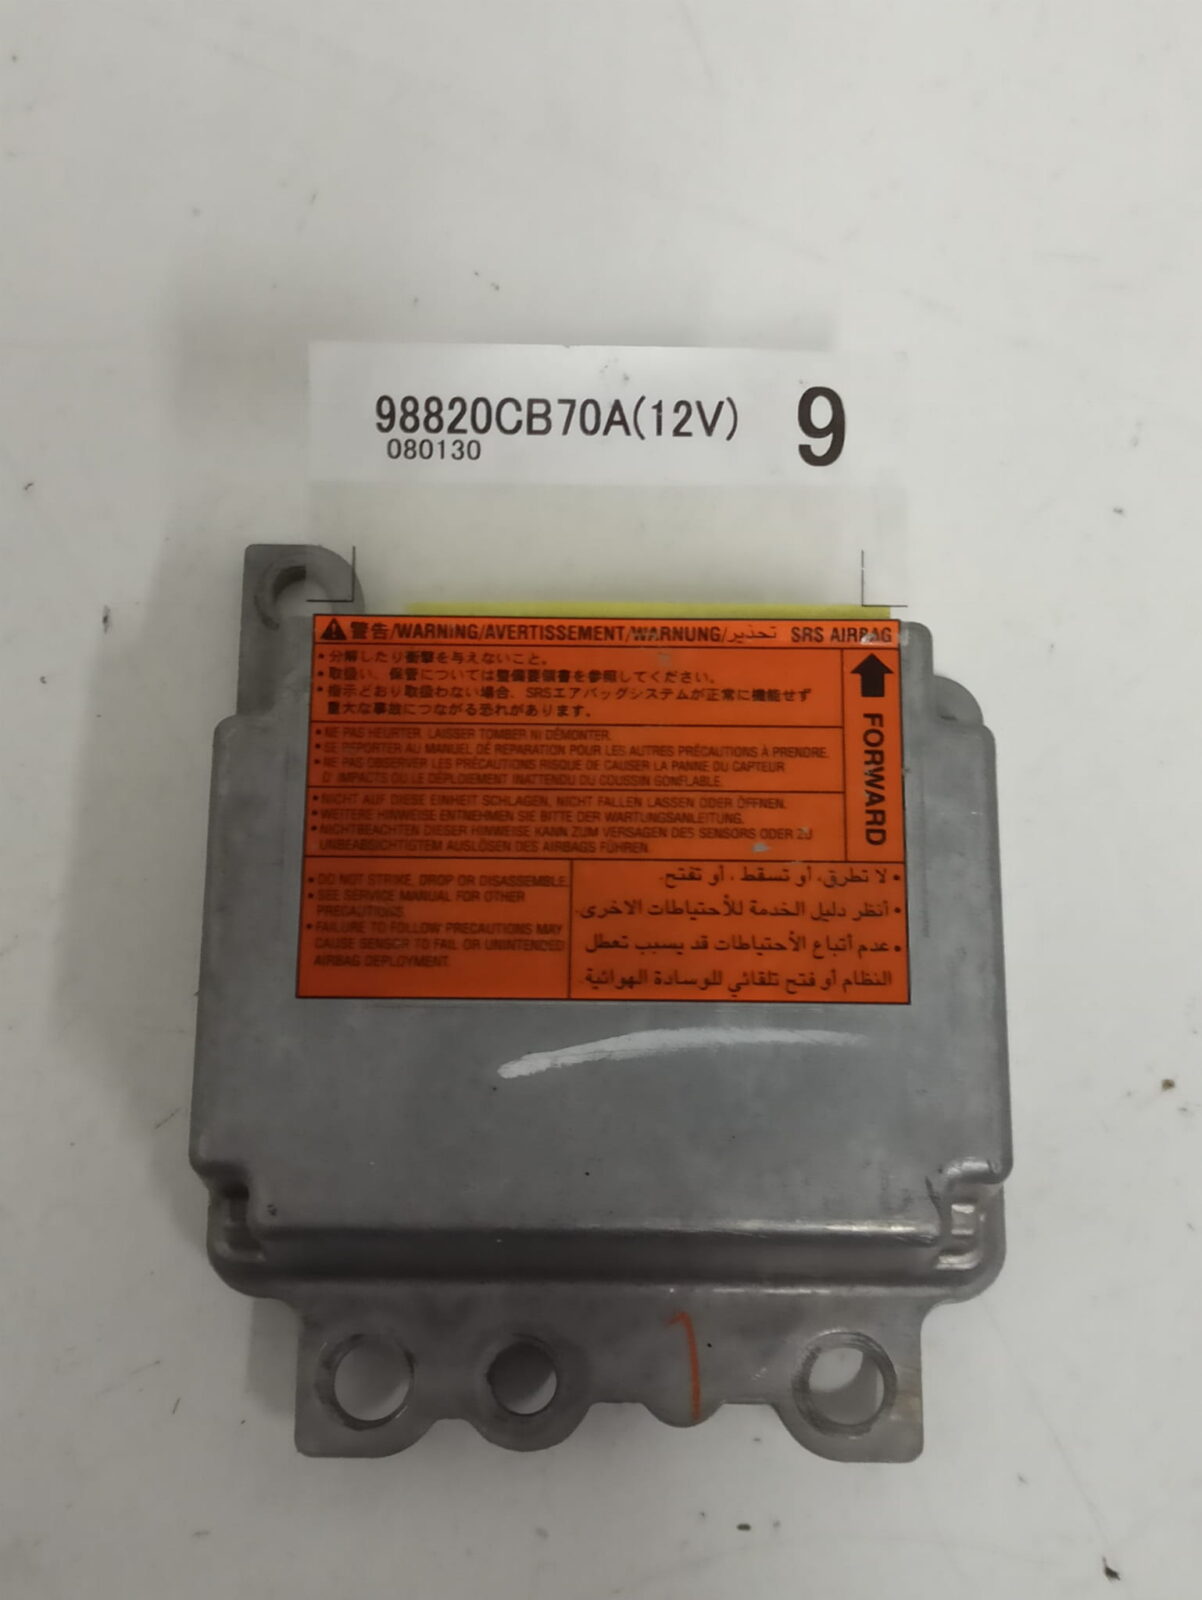 98820CB70A(12V) 9
080130
警告/WARNING/AVERTISSEMENT/WARNUNG/تحذير SRS AIRBAG
・分解したり衝撃を与えないこと。
・取扱い、保管については整備要領書を参照してください。
・指示どおり取扱わない場合、SRSエアバッグシステムが正常に機能せず
重大な事故につながる恐れがあります。
FORWARD
• NE PAS HEURTER, LAISSER TOMBER NI DÉMONTER.
• SE REPORTER AU MANUEL DE REPARATION POUR LES AUTRES PRÉCAUTIONS À PRENDRE.
• NE PAS OBSERVER LES PRÉCAUTIONS RISQUE DE CAUSER LA PANNE DU CAPTEUR
D' IMPACTS OU LE DÉPLOIEMENT INATTENDU DU COUSSIN GONFLABLE.
• NICHT AUF DIESE EINHEIT SCHLAGEN, NICHT FALLEN LASSEN ODER ÖFFNEN.
• WEITERE HINWEISE ENTNEHMEN SIE BITTE DER WARTUNGSANLEITUNG.
• NICHTBEACHTEN DIESER HINWEISE KANN ZUM VERSAGEN DES SENSORS ODER ZU
UNBEABSICHTIGTEM AUSLÖSEN DES AIRBAGS FÜHREN.
• DO NOT STRIKE, DROP OR DISASSEMBLE.
• SEE SERVICE MANUAL FOR OTHER
PRECAUTIONS.
• FAILURE TO FOLLOW PRECAUTIONS MAY
CAUSE SENSOR TO FAIL OR UNINTENDED
AIRBAG DEPLOYMENT.
• لا تطرق، أو تسقط، أو تفتح.
• أنظر دليل الخدمة للأحتياطات الاخرى.
• عدم أتباع الأحتياطات قد يسبب تعطل
النظام أو فتح تلقائي للوسادة الهوائية.